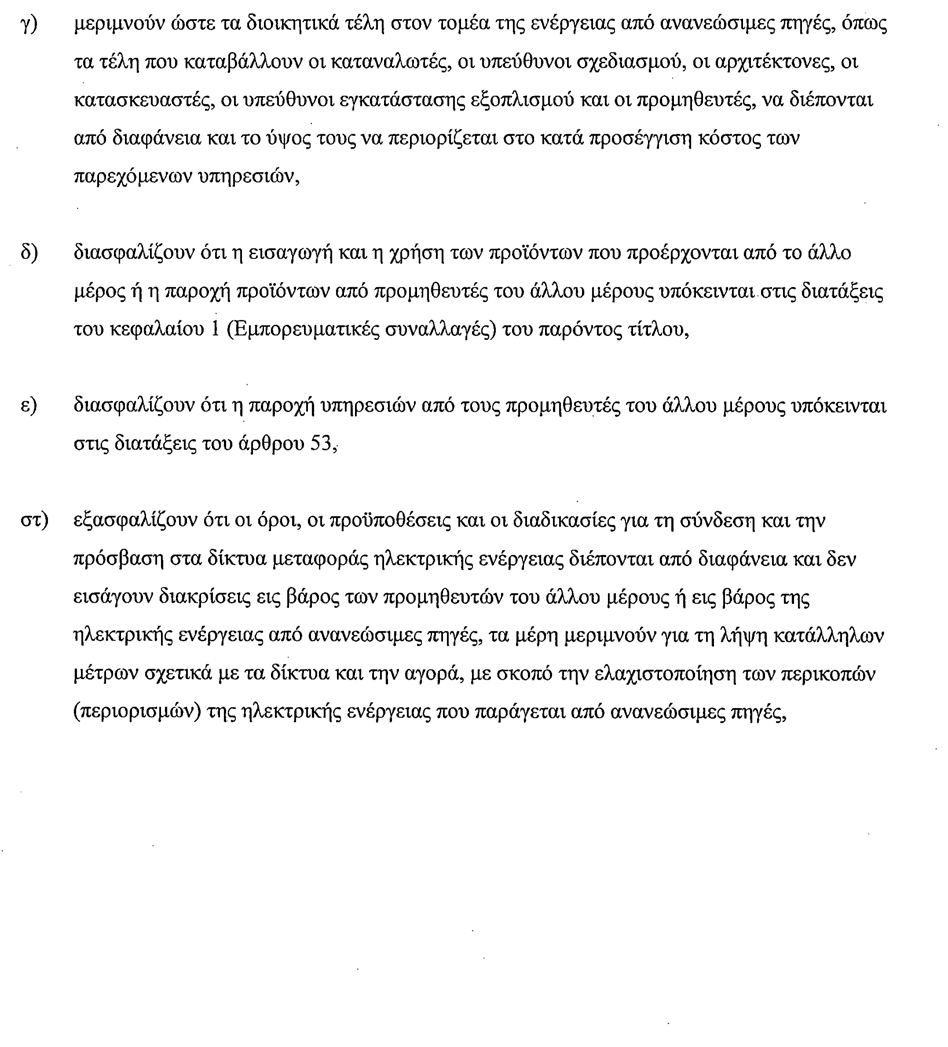 γ) μεριμνούν ώστε τα διοικητικά τέλη στον τομέα της ενέργειας από ανανεώσιμες πηγές, όπως
τα τέλη που καταβάλλουν οι καταναλωτές, οι υπεύθυνοι σχεδιασμού, οι αρχιτέκτονες, οι
κατασκευαστές, οι υπεύθυνοι εγκατάστασης εξοπλισμού και οι προμηθευτές, να διέπονται
από διαφάνεια και το ύψος τους να περιορίζεται στο κατά προσέγγιση κόστος των
παρεχόμενων υπηρεσιών,
δ) διασφαλίζουν ότι η εισαγωγή και η χρήση των προϊόντων που προέρχονται από το άλλο
μέρος ή η παροχή προϊόντων από προμηθευτές του άλλου μέρους υπόκεινται στις διατάξεις
του κεφαλαίου 1 (Εμπορευματικές συναλλαγές) του παρόντος τίτλου,
ε) διασφαλίζουν ότι η παροχή υπηρεσιών από τους προμηθευτές του άλλου μέρους υπόκεινται
στις διατάξεις του άρθρου 53,
στ) εξασφαλίζουν ότι οι όροι, οι προϋποθέσεις και οι διαδικασίες για τη σύνδεση και την
πρόσβαση στα δίκτυα μεταφοράς ηλεκτρικής ενέργειας διέπονται από διαφάνεια και δεν
εισάγουν διακρίσεις εις βάρος των προμηθευτών του άλλου μέρους ή εις βάρος της
ηλεκτρικής ενέργειας από ανανεώσιμες πηγές, τα μέρη μεριμνούν για τη λήψη κατάλληλων
μέτρων σχετικά με τα δίκτυα και την αγορά, με σκοπό την ελαχιστοποίηση των περικοπών
(περιορισμών) της ηλεκτρικής ενέργειας που παράγεται από ανανεώσιμες πηγές,